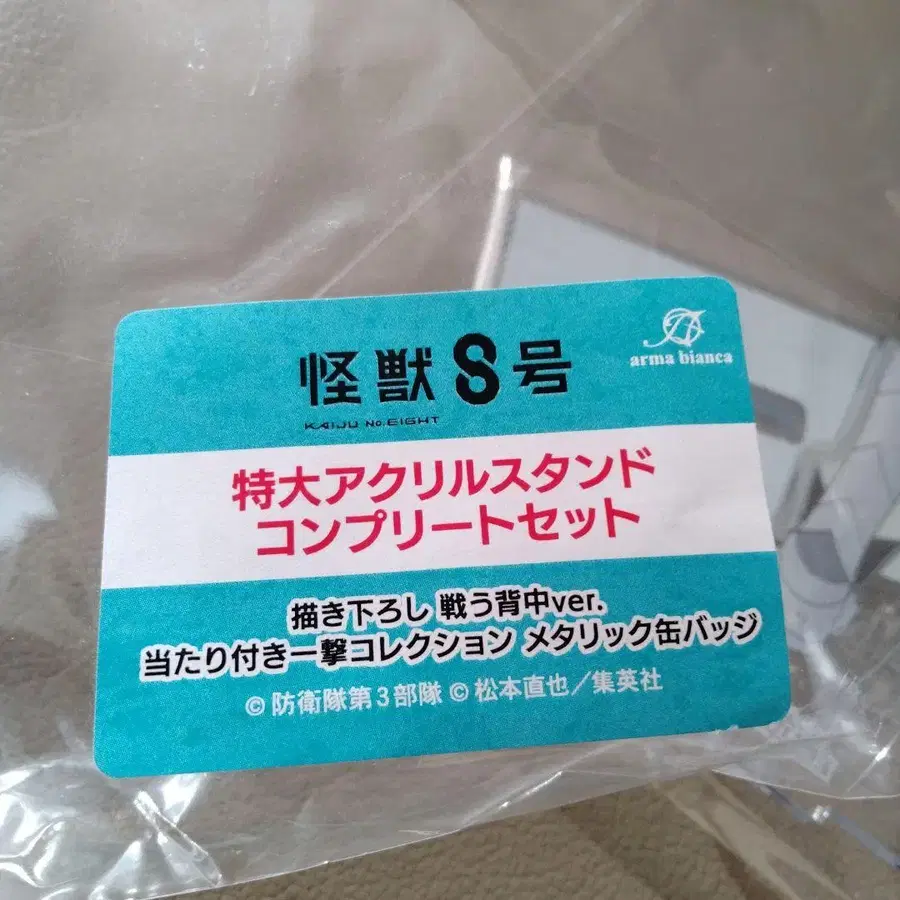 arma bianca
怪獣8号
KAIJU No.EIGHT
特大アクリルスタンド
コンプリートセット
描き下ろし 戦う背中ver.
当たり付き一撃コレクション メタリック缶バッジ
© 防衛隊第3部隊 © 松本直也／集英社